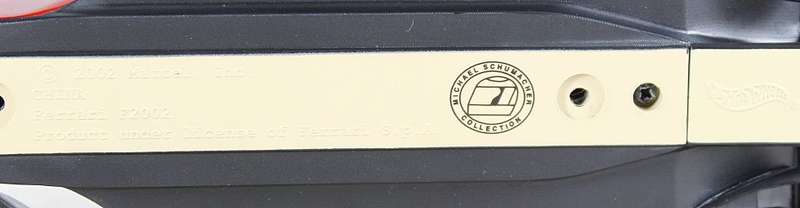 © 2002 Mattel, Inc.
CHINA
Ferrari F2002
Product under License of Ferrari S.p.A.
MICHAEL SCHUMACHER
COLLECTION
Hot Wheels